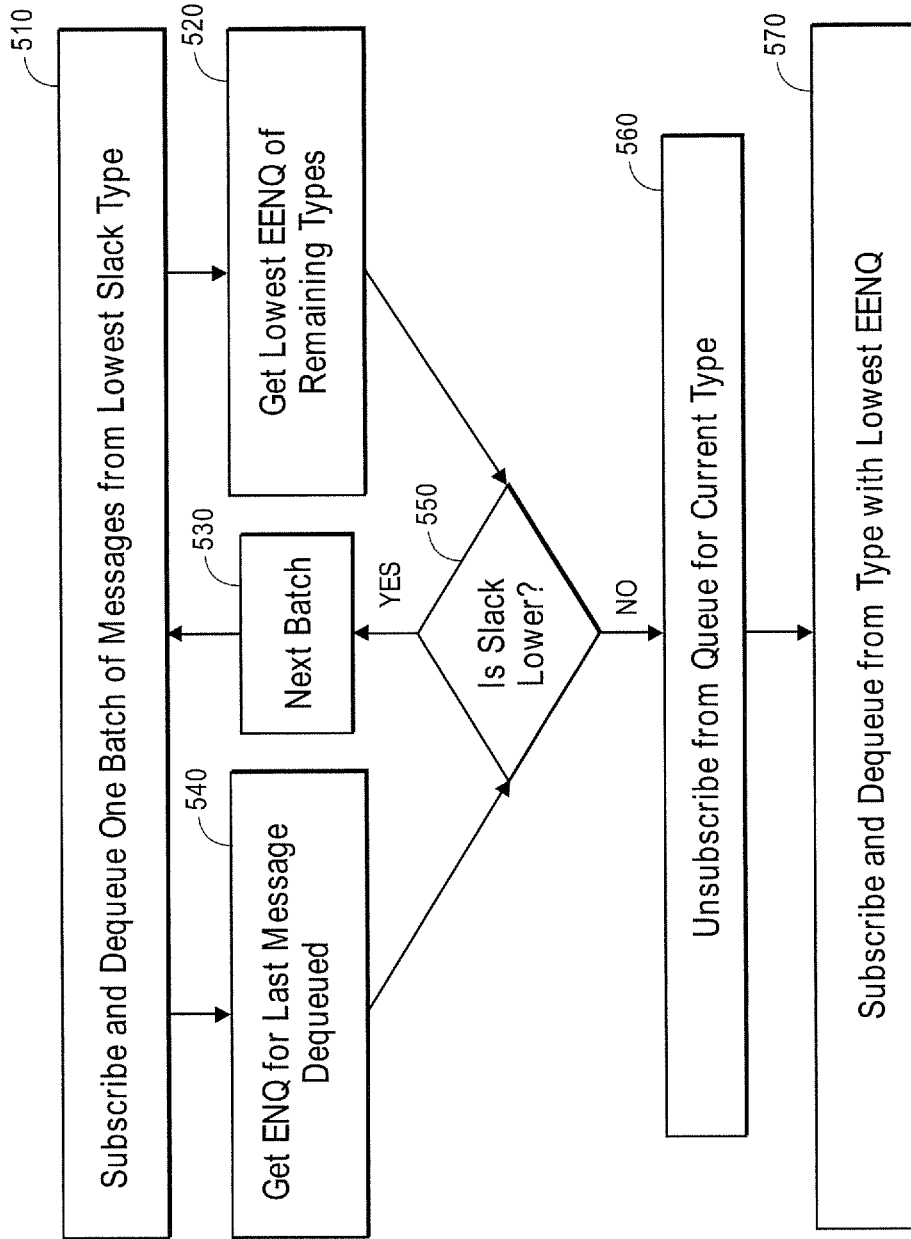 510
Subscribe and Dequeue One Batch of Messages from Lowest Slack Type
540
Get ENQ for Last Message
Dequeued
530
Next Batch
520
Get Lowest EENQ of
Remaining Types
YES
550
Is Slack
Lower?
NO
560
Unsubscribe from Queue for Current Type
570
Subscribe and Dequeue from Type with Lowest EENQ